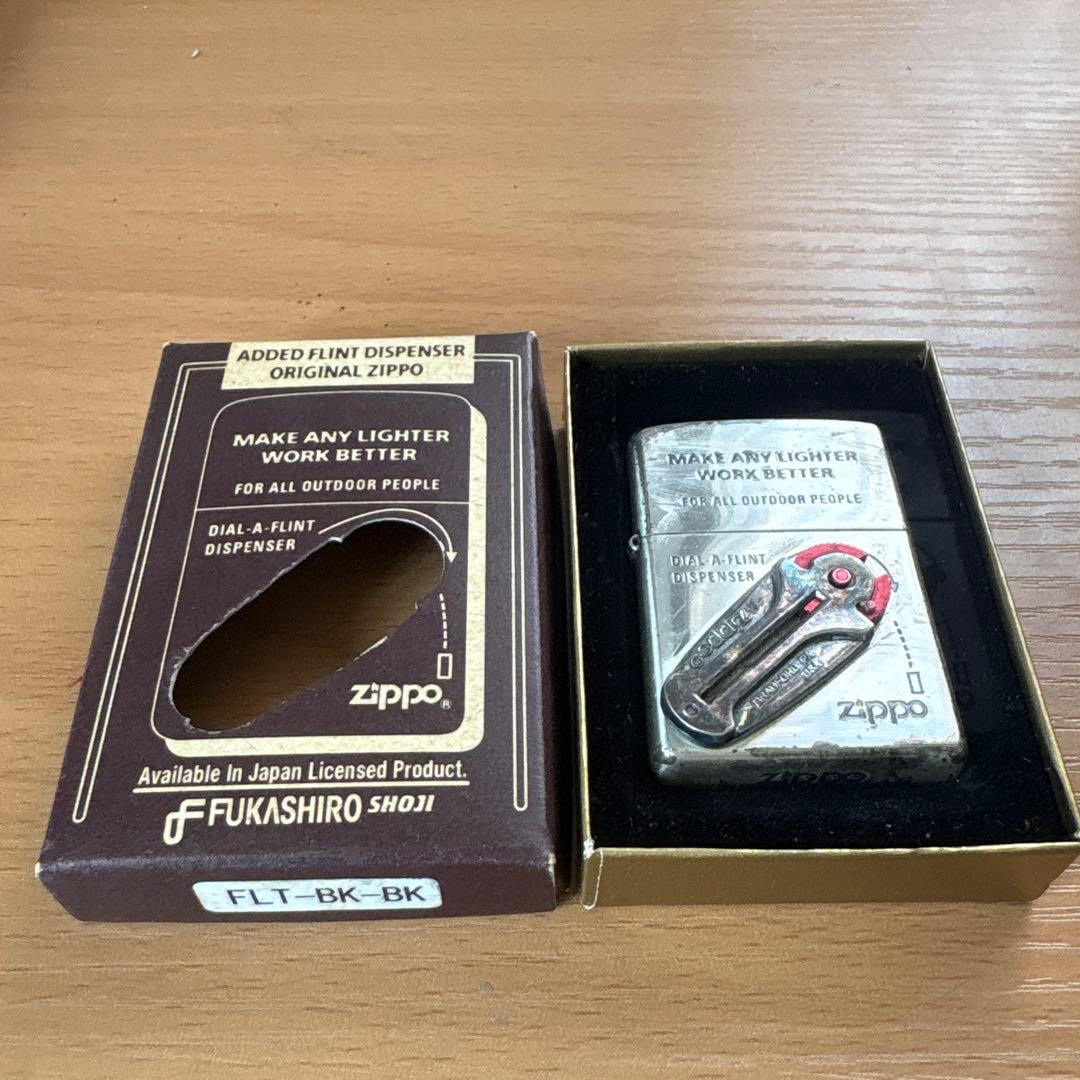 ADDED FLINT DISPENSER
ORIGINAL ZIPPO
MAKE ANY LIGHTER
WORK BETTER
FOR ALL OUTDOOR PEOPLE
DIAL-A-FLINT
DISPENSER
Zippo®
Available In Japan Licensed Product.
FUKASHIRO SHOJI
FLT-BK-BK
MAKE ANY LIGHTER
WORK BETTER
FOR ALL OUTDOOR PEOPLE
DIAL-A-FLINT
DISPENSER
Zippo®
Zippo
Zippo